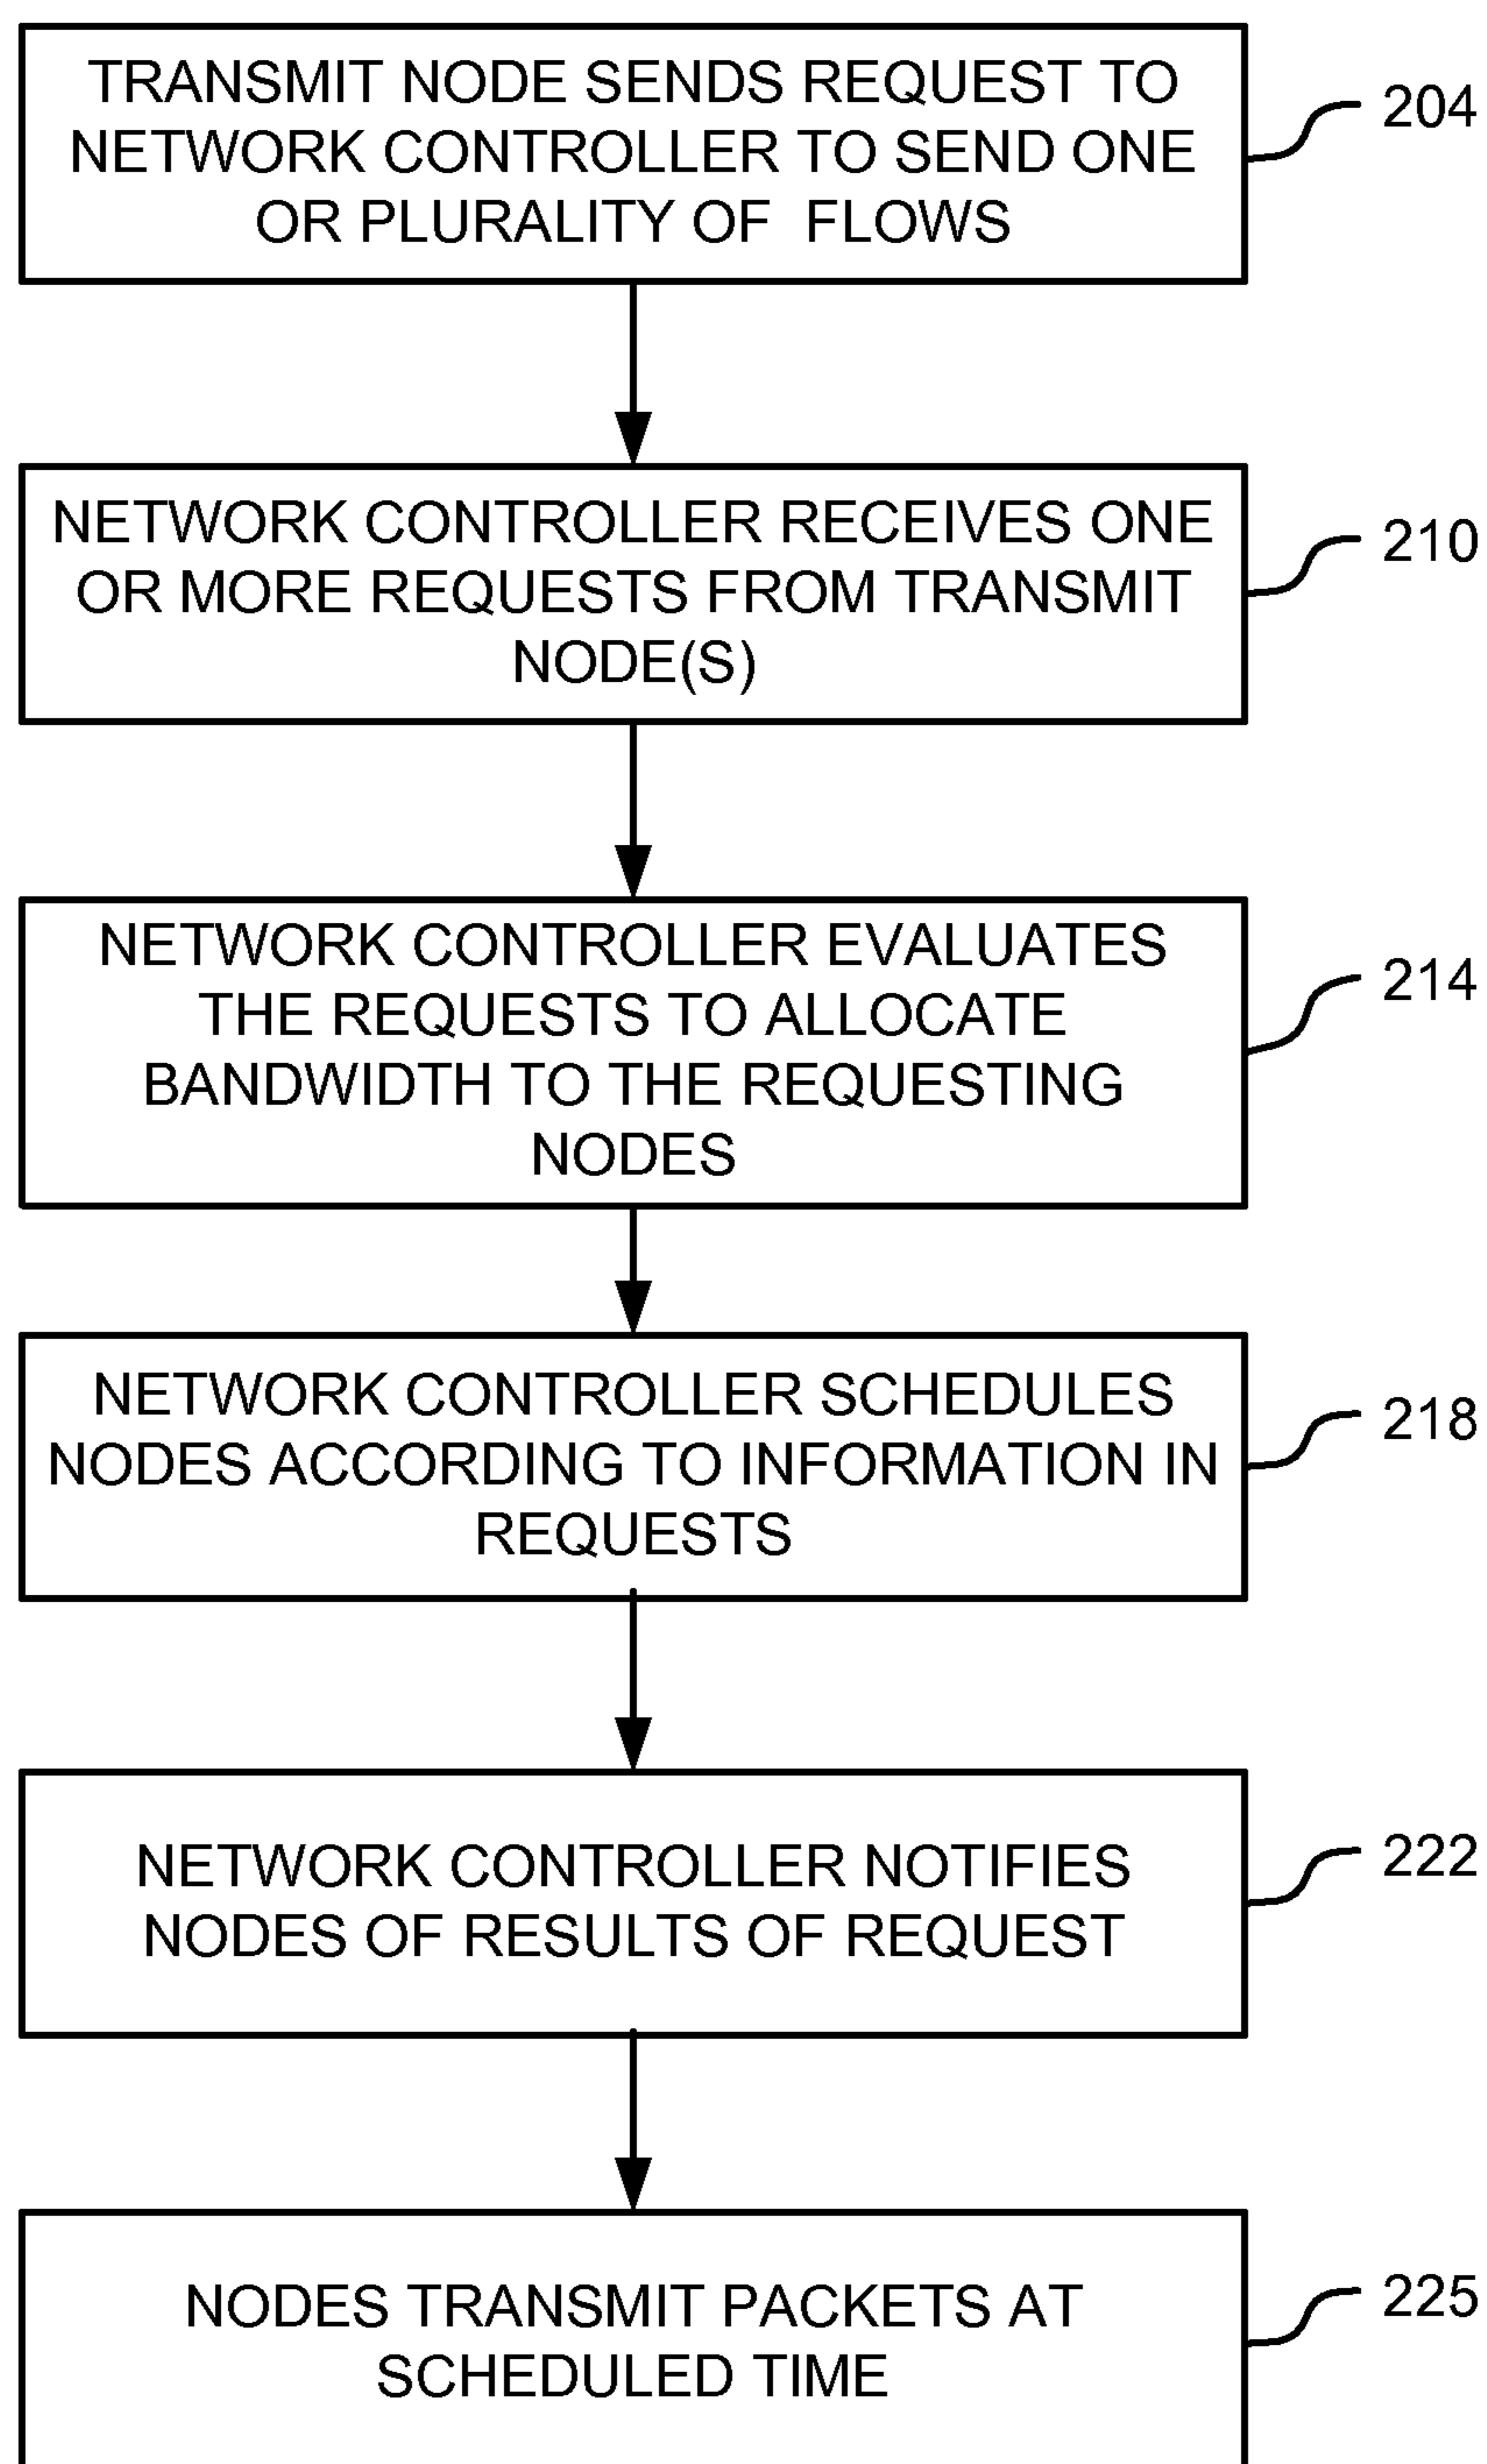 TRANSMIT NODE SENDS REQUEST TO
NETWORK CONTROLLER TO SEND ONE
OR PLURALITY OF FLOWS
204
NETWORK CONTROLLER RECEIVES ONE
OR MORE REQUESTS FROM TRANSMIT
NODE(S)
210
NETWORK CONTROLLER EVALUATES
THE REQUESTS TO ALLOCATE
BANDWIDTH TO THE REQUESTING
NODES
214
NETWORK CONTROLLER SCHEDULES
NODES ACCORDING TO INFORMATION IN
REQUESTS
218
NETWORK CONTROLLER NOTIFIES
NODES OF RESULTS OF REQUEST
222
NODES TRANSMIT PACKETS AT
SCHEDULED TIME
225